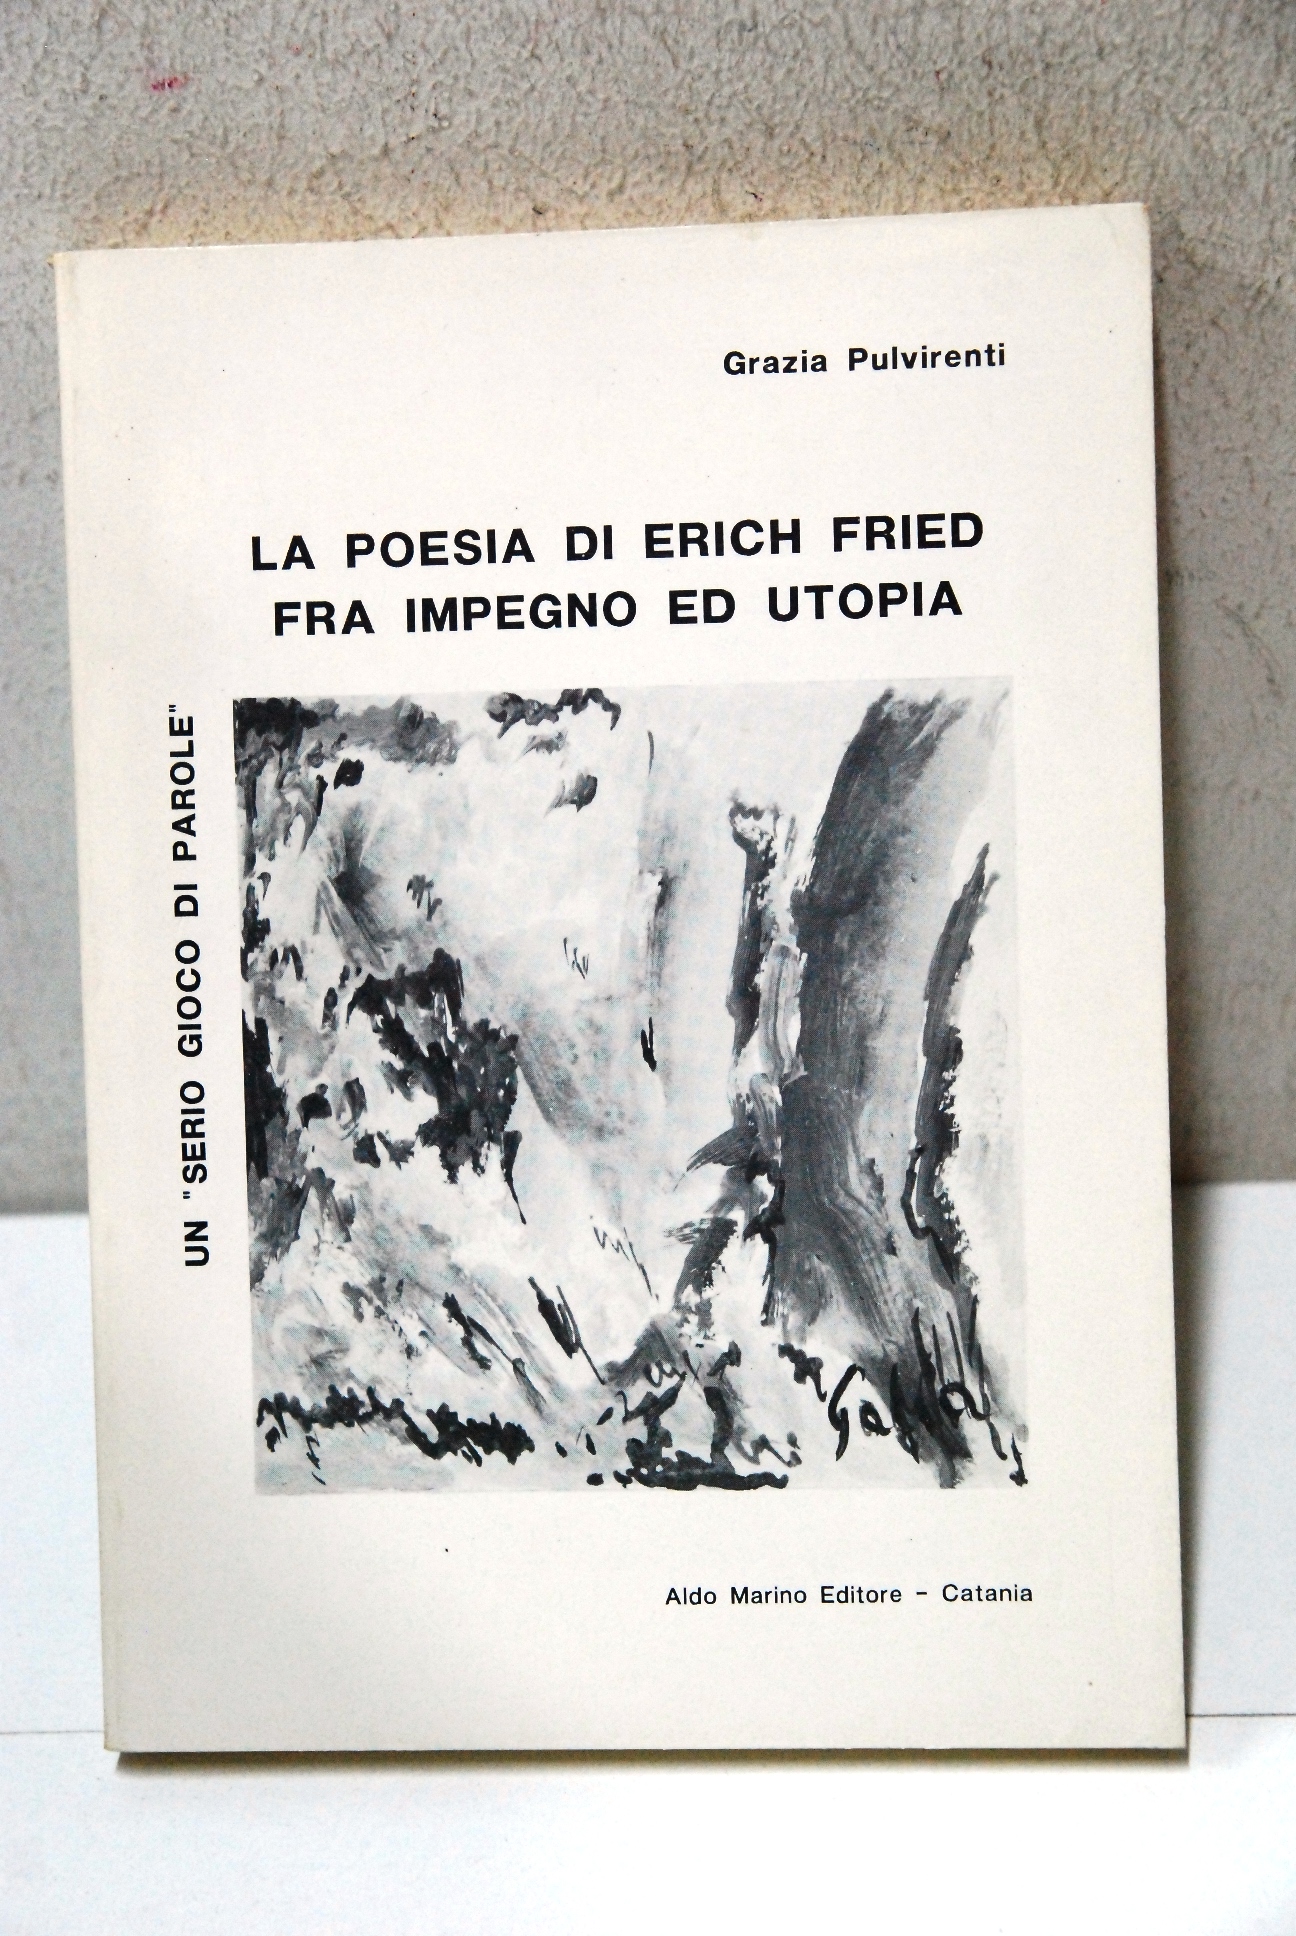 Grazia Pulvirenti
LA POESIA DI ERICH FRIED
FRA IMPEGNO ED UTOPIA
UN "SERIO GIOCO DI PAROLE"
Aldo Marino Editore - Catania